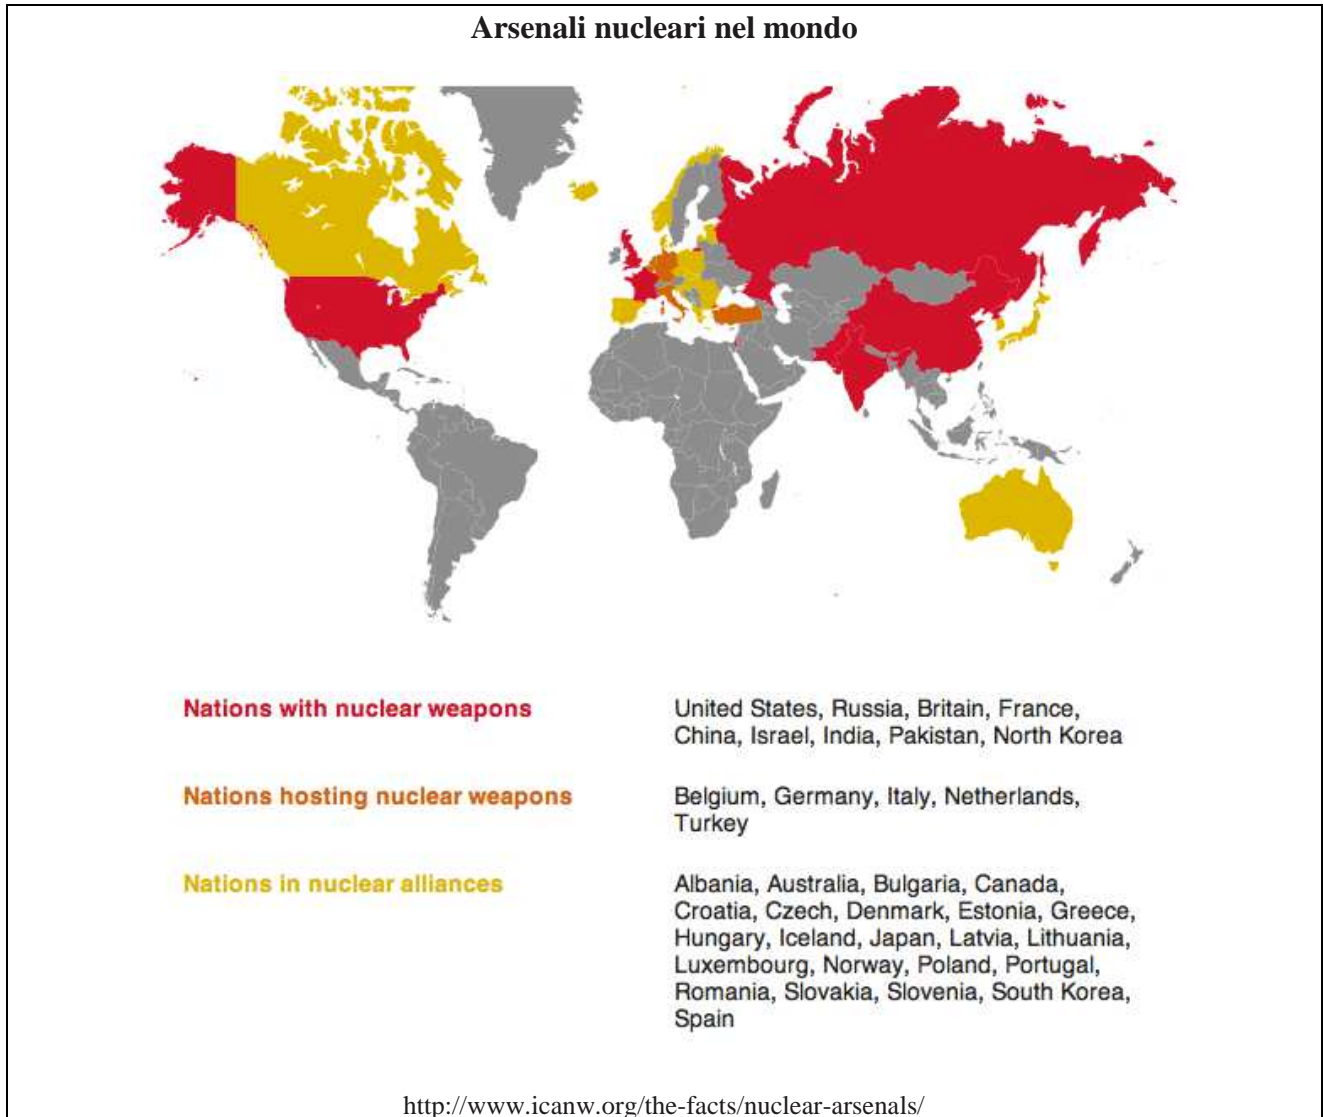 Arsenali nucleari nel mondo
Nations with nuclear weapons
United States, Russia, Britain, France,
China, Israel, India, Pakistan, North Korea
Nations hosting nuclear weapons
Belgium, Germany, Italy, Netherlands,
Turkey
Nations in nuclear alliances
Albania, Australia, Bulgaria, Canada,
Croatia, Czech, Denmark, Estonia, Greece,
Hungary, Iceland, Japan, Latvia, Lithuania,
Luxembourg, Norway, Poland, Portugal,
Romania, Slovakia, Slovenia, South Korea,
Spain
http://www.icanw.org/the-facts/nuclear-arsenals/